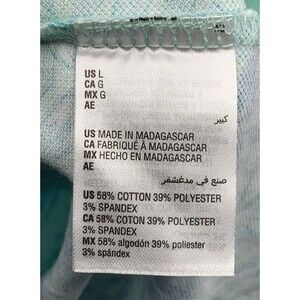 US L
CA G
MX G
AE
كبير
US MADE IN MADAGASCAR
CA FABRIQUÉ À MADAGASCAR
MX HECHO EN MADAGASCAR
AE
صنع في مدغشقر
US 58% COTTON 39% POLYESTER
3% SPANDEX
CA 58% COTON 39% POLYESTER
3% SPANDEX
MX 58% algodón 39% poliéster
3% spandex